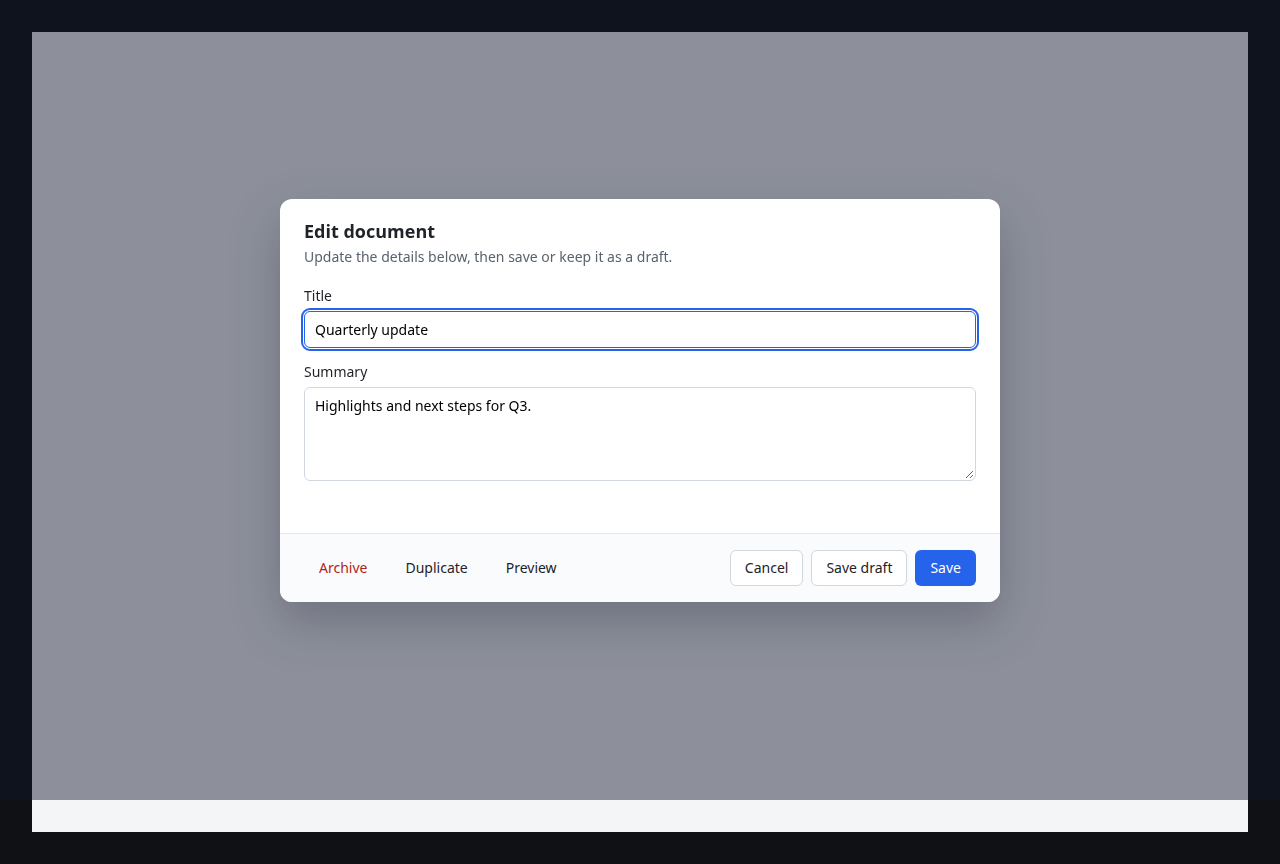 Edit document
Update the details below, then save or keep it as a draft.
Title
Quarterly update
Summary
Highlights and next steps for Q3.
Archive Duplicate Preview Cancel Save draft Save